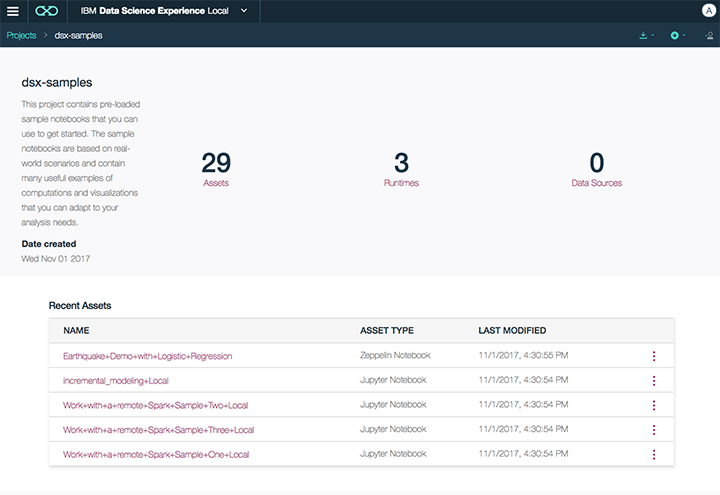 IBM Data Science Experience Local
A
Projects > dsx-samples
dsx-samples
This project contains pre-loaded
sample notebooks that you can
use to get started. The sample
notebooks are based on real-
world scenarios and contain
many useful examples of
computations and visualizations
that you can adapt to your
analysis needs.
Date created
Wed Nov 01 2017
29
Assets
3
Runtimes
0
Data Sources
Recent Assets
NAME ASSET TYPE LAST MODIFIED
Earthquake+Demo+with+Logistic+Regression Zeppelin Notebook 11/1/2017, 4:30:55 PM
incremental_modeling+Local Jupyter Notebook 11/1/2017, 4:30:54 PM
Work+with+a+remote+Spark+Sample+Two+Local Jupyter Notebook 11/1/2017, 4:30:54 PM
Work+with+a+remote+Spark+Sample+Three+Local Jupyter Notebook 11/1/2017, 4:30:54 PM
Work+with+a+remote+Spark+Sample+One+Local Jupyter Notebook 11/1/2017, 4:30:54 PM